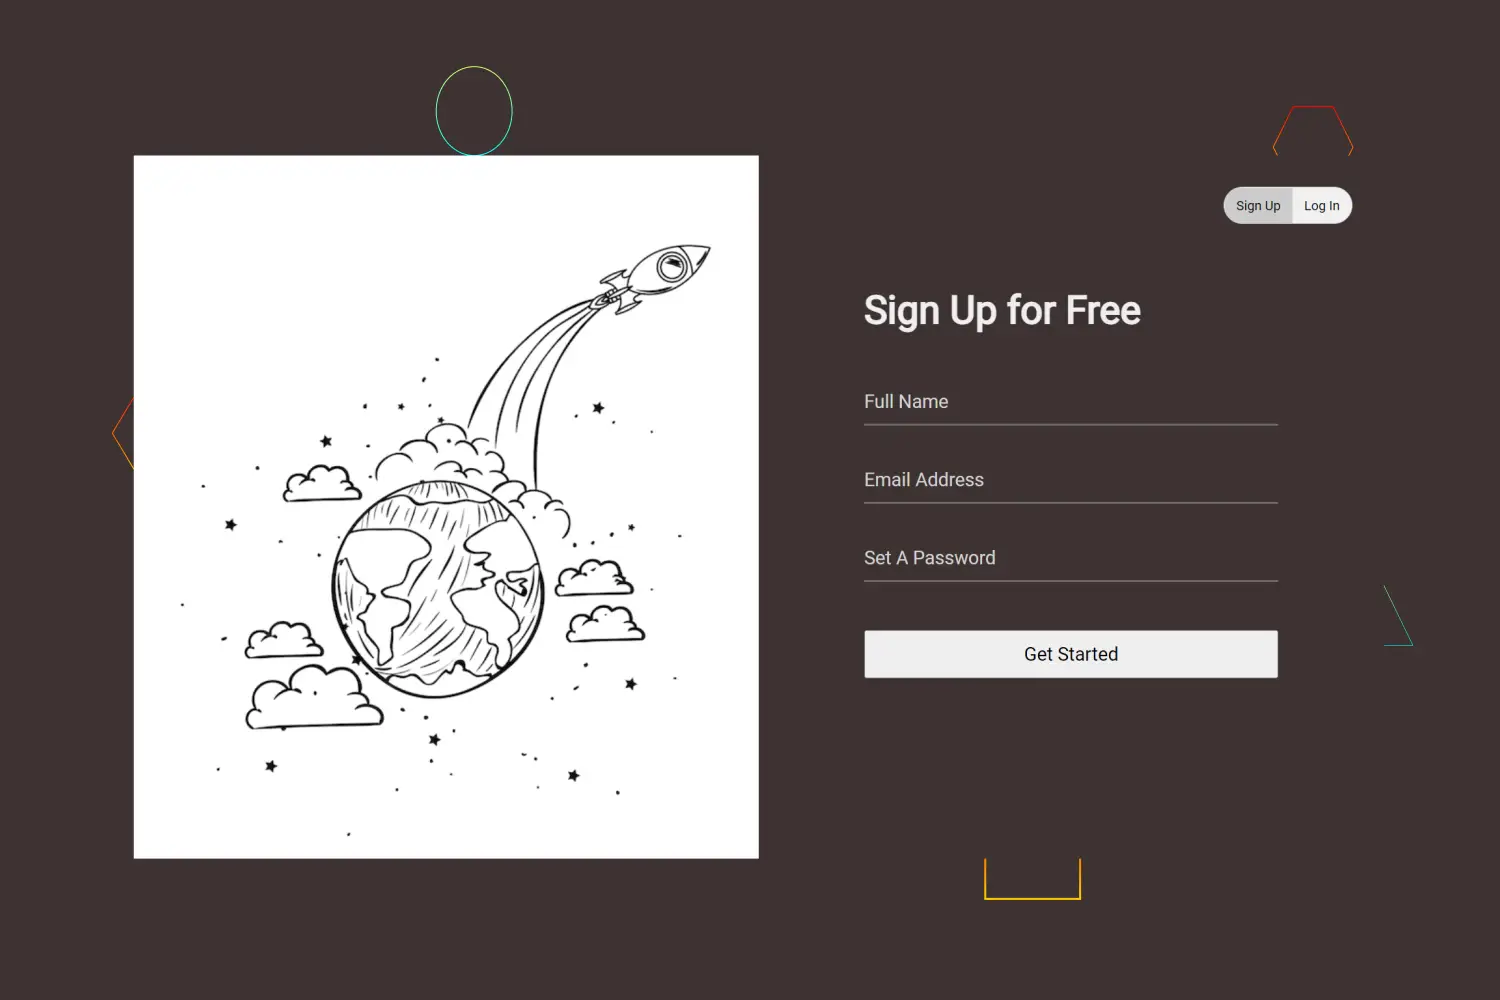 Sign Up Log In
Sign Up for Free
Full Name
Email Address
Set A Password
Get Started